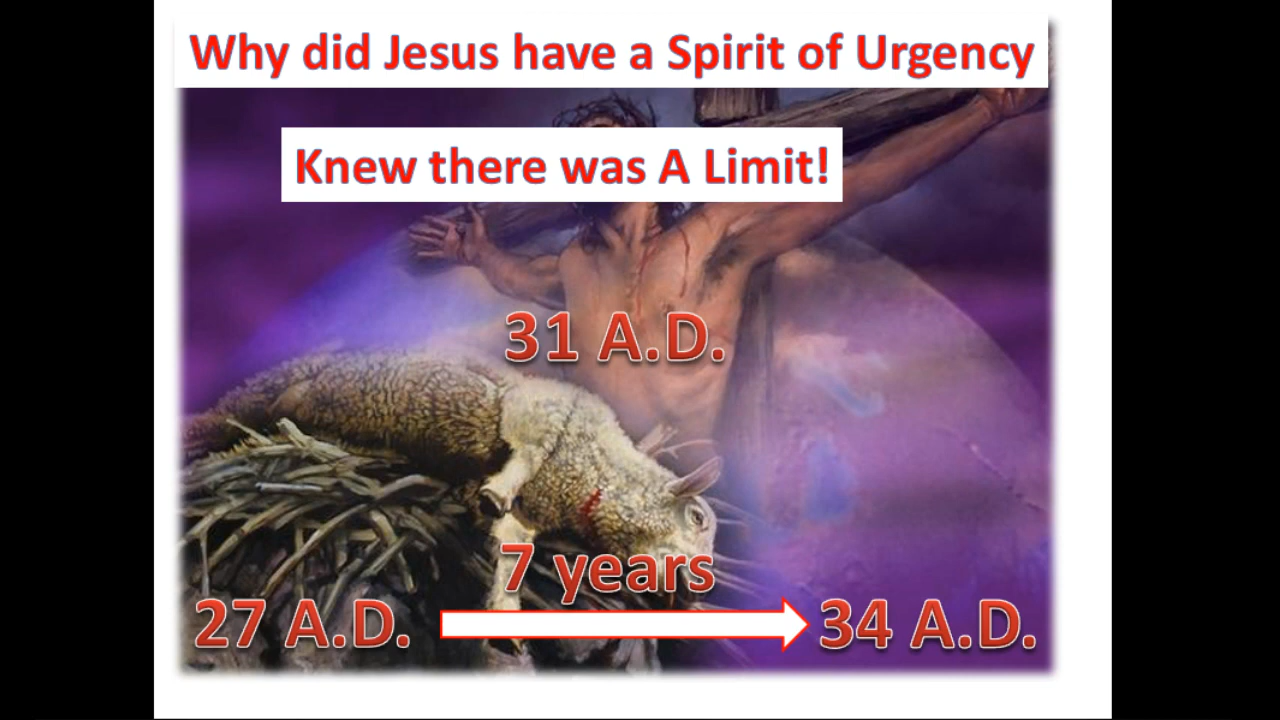 Why did Jesus have a Spirit of Urgency
Knew there was A Limit!
31 A.D.
7 years
27 A.D.
34 A.D.